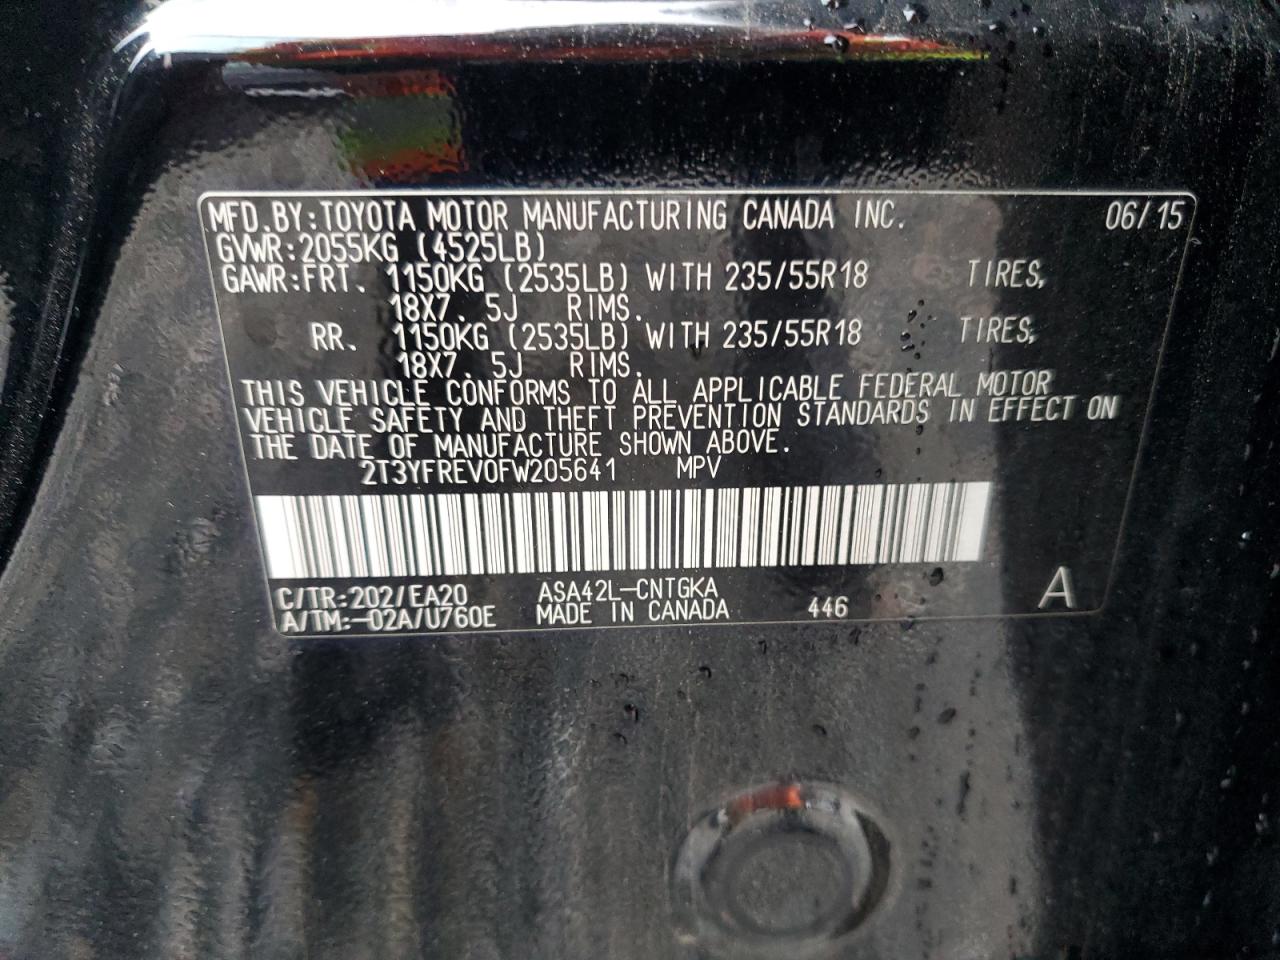 MFD.BY:TOYOTA MOTOR MANUFACTURING CANADA INC. 06/15
GVWR:2055KG (4525LB)
GAWR:FRT. 1150KG (2535LB) WITH 235/55R18 TIRES,
18X7.5J RIMS.
RR. 1150KG (2535LB) WITH 235/55R18 TIRES,
18X7.5J RIMS.
THIS VEHICLE CONFORMS TO ALL APPLICABLE FEDERAL MOTOR
VEHICLE SAFETY AND THEFT PREVENTION STANDARDS IN EFFECT ON
THE DATE OF MANUFACTURE SHOWN ABOVE.
2T3YFREV0FW205641 MPV
C/TR:202/EA20 ASA42L-CNTGKA
A/TM:-02A/U760E MADE IN CANADA 446 A